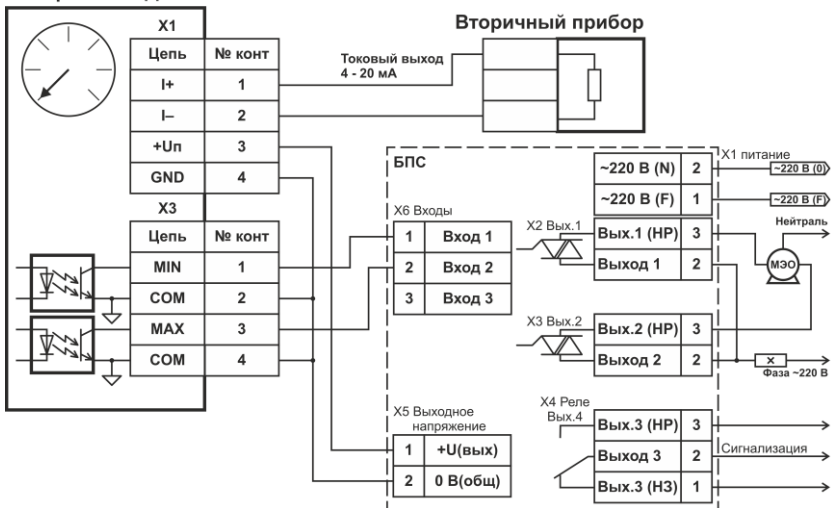 X1
Цепь № конт
I+ 1
I– 2
+Uп 3
GND 4
X3
Цепь № конт
MIN 1
COM 2
MAX 3
COM 4
Токовый выход
4 - 20 мА
Вторичный прибор
БПС
X6 Входы
1 Вход 1
2 Вход 2
3 Вход 3
X5 Выходное
напряжение
1 +U(вых)
2 0 В(общ)
~220 В (N) 2
~220 В (F) 1
X1 питание
~220 В (0)
~220 В (F)
X2 Вых.1
Вых.1 (НР) 3
Выход 1 2
Нейтраль
МЭО
X3 Вых.2
Вых.2 (НР) 3
Выход 2 2
Фаза ~220 В
X4 Реле
Вых.4
Вых.3 (НР) 3
Выход 3 2
Вых.3 (НЗ) 1
Сигнализация